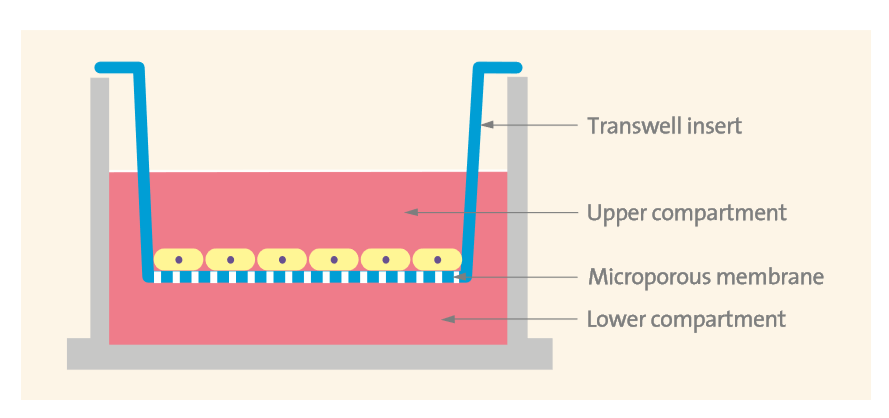 Transwell insert
Upper compartment
Microporous membrane
Lower compartment